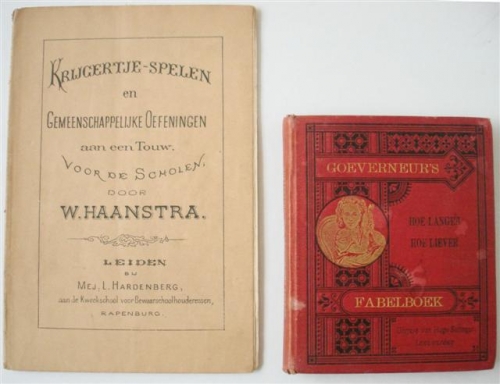 KRIJGERTJE-SPELEN
en
GEMEENSCHAPPELIJKE OEFENINGEN
aan een Touw,
VOOR DE SCHOLEN,
DOOR
W. HAANSTRA.
LEIDEN
BIJ
MEJ. L. HARDENBERG,
aan de Kweekschool voor Bewaarschoolhouderessen,
RAPENBURG
GOEVERNEUR'S
HOE LANGER
HOE LIEVER
FABELBOEK